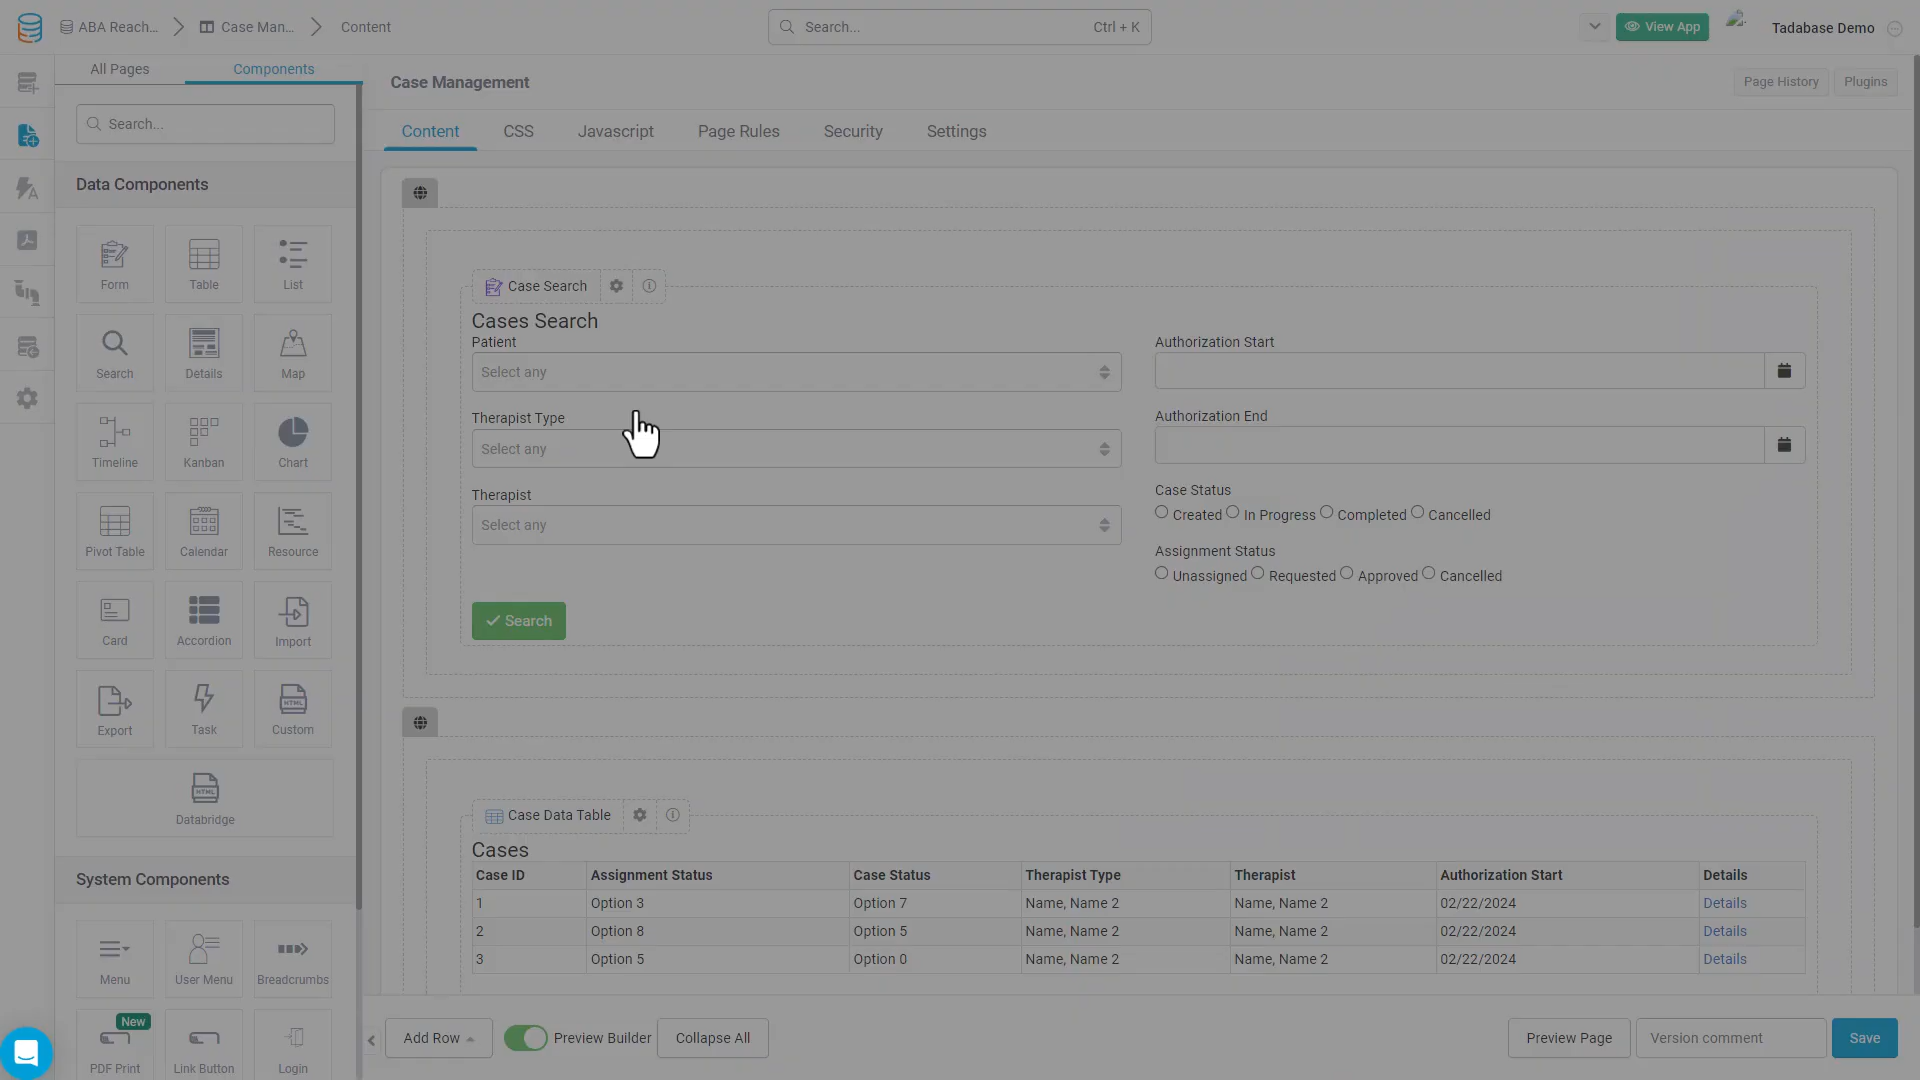 ABA Reach... Case Man... Content
Search... Ctrl + K
View App Tadabase Demo
All Pages Components
Search...
Data Components
Form Table List
Search Details Map
Timeline Kanban Chart
Pivot Table Calendar Resource
Card Accordion Import
Export Task Custom
Databridge
System Components
Menu User Menu Breadcrumbs
New
PDF Print Link Button Login
Case Management
Page History Plugins
Content CSS Javascript Page Rules Security Settings
Case Search
Cases Search
Patient
Select any
Therapist Type
Select any
Therapist
Select any
Authorization Start
Authorization End
Case Status
Created In Progress Completed Cancelled
Assignment Status
Unassigned Requested Approved Cancelled
Search
Case Data Table
Cases
Case ID Assignment Status Case Status Therapist Type Therapist Authorization Start Details
1 Option 3 Option 7 Name, Name 2 Name, Name 2 02/22/2024 Details
2 Option 8 Option 5 Name, Name 2 Name, Name 2 02/22/2024 Details
3 Option 5 Option 0 Name, Name 2 Name, Name 2 02/22/2024 Details
Add Row Preview Builder Collapse All
Preview Page Version comment Save